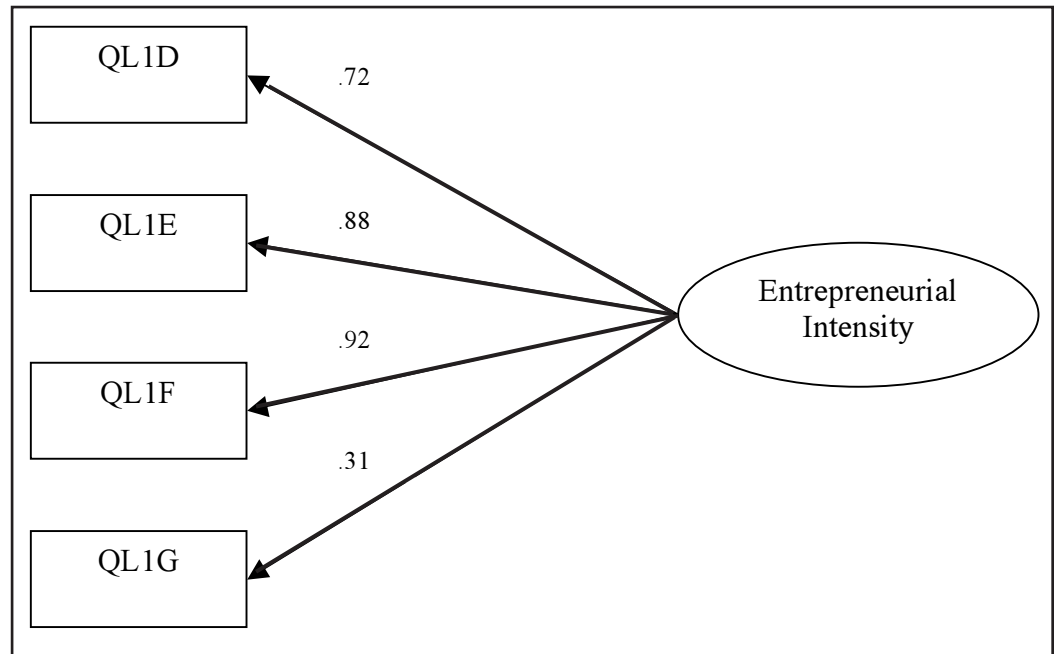 QL1D
.72
QL1E
.88
Entrepreneurial
Intensity
.92
QL1F
.31
QL1G